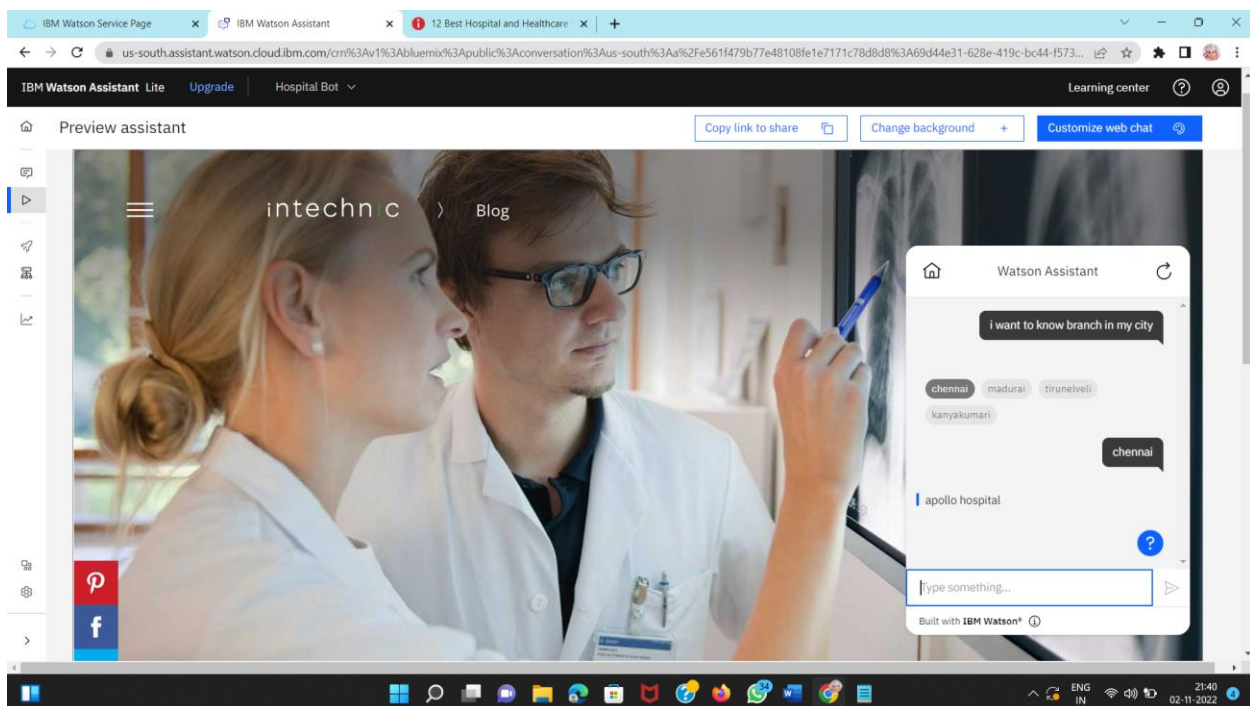 IBM Watson Service Page
IBM Watson Assistant
12 Best Hospital and Healthcare
us-south.assistant.watson.cloud.ibm.com/crn%3Av1%3Abluemix%3Apublic%3Aconversation%3Aus-south%3Aa%2Fe561f479b77e48108fe1e7171c78d8d8%3A69d44e31-628e-419c-bc44-f573...
IBM Watson Assistant Lite Upgrade Hospital Bot Learning center
Preview assistant Copy link to share Change background + Customize web chat
intechnic Blog
Watson Assistant
i want to know branch in my city
chennai madurai tirunelveli
kanyakumari
chennai
apollo hospital
?
Type something...
Built with IBM Watson®
34
ENG
IN
21:40
02-11-2022
4